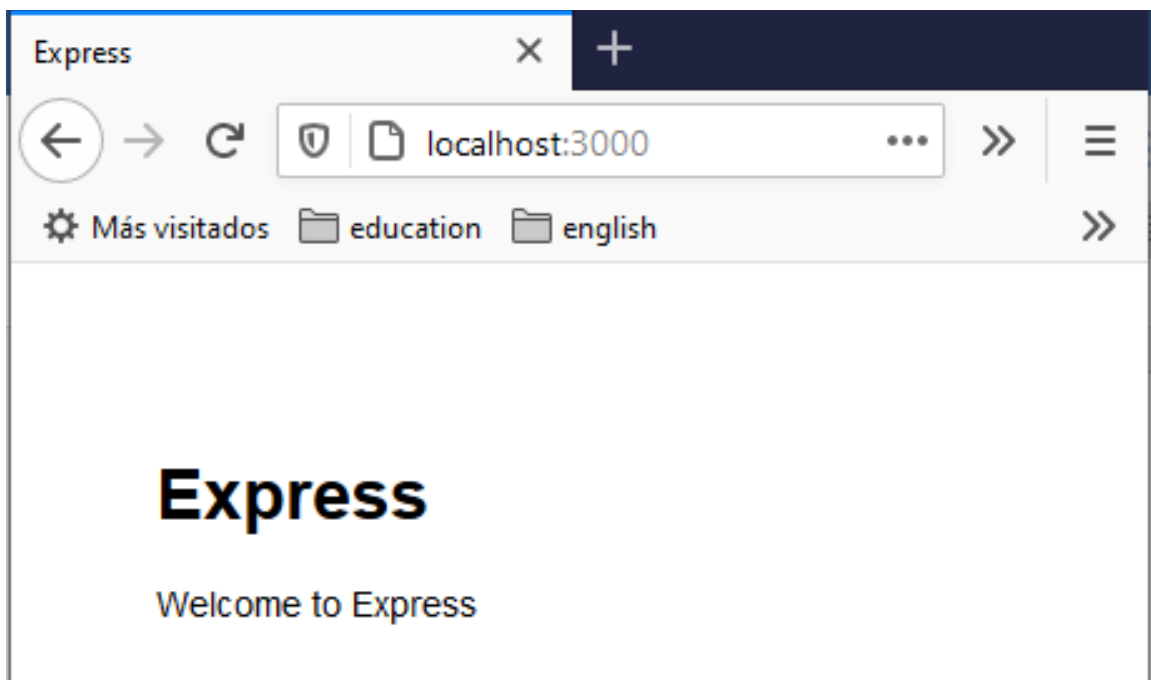 Express
localhost:3000
Más visitados education english
Express
Welcome to Express